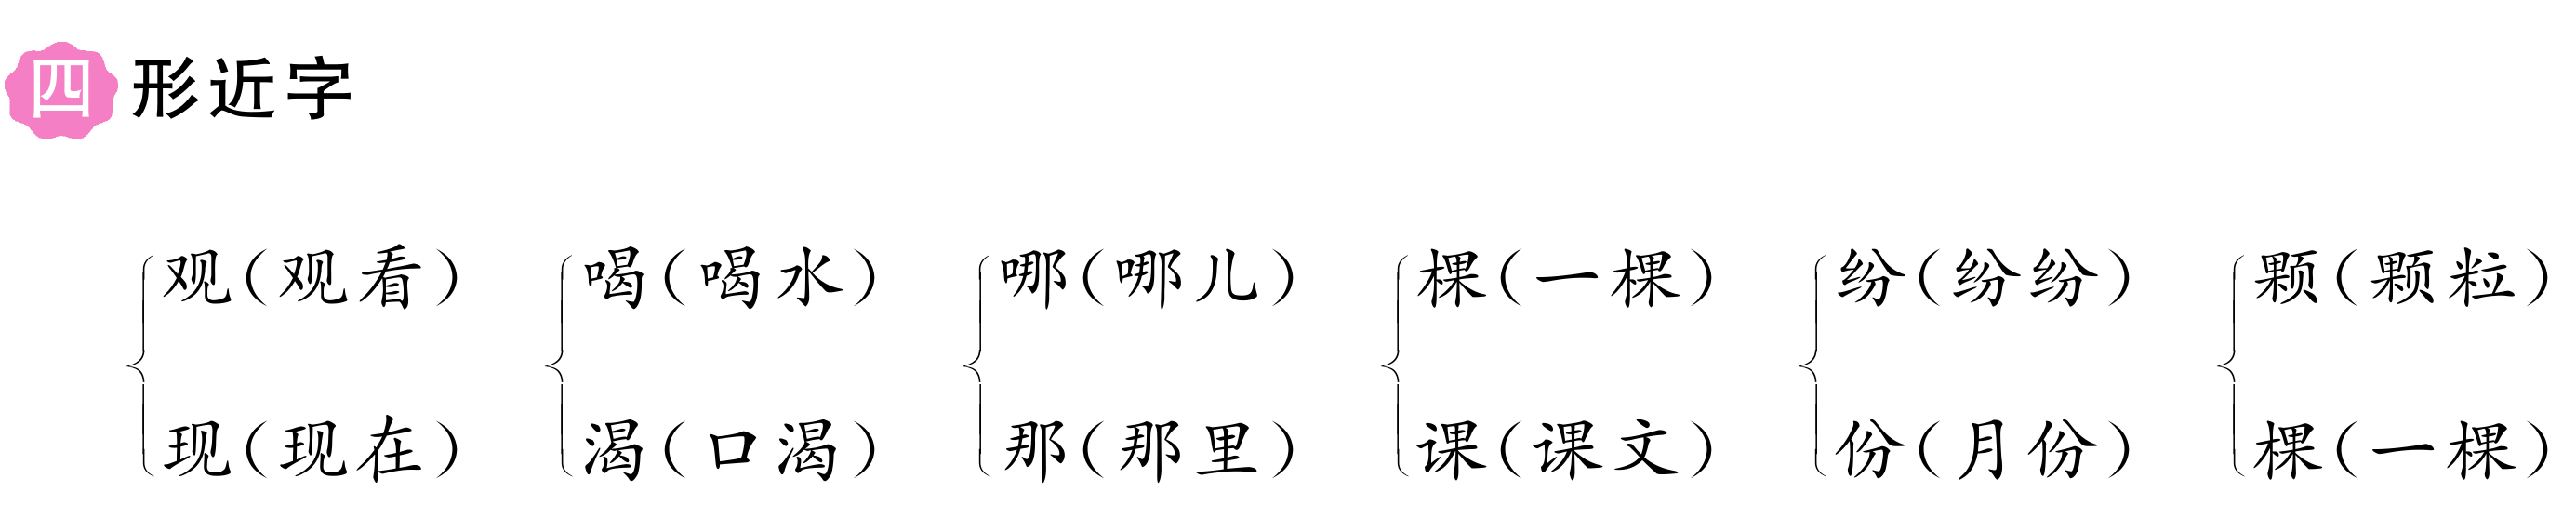 四 形近字
观(观看) 喝(喝水) 哪(哪儿) 棵(一棵) 纷(纷纷) 颗(颗粒)
现(现在) 渴(口渴) 那(那里) 课(课文) 份(月份) 棵(一棵)